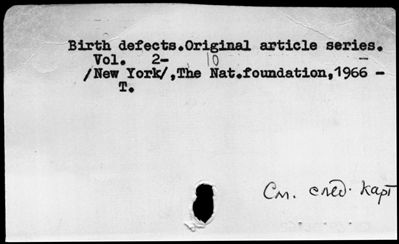 Birth defects.Original article series.
Vol. 2- 10 -
/New York/,The Nat.foundation,1966 -
T.
См. след. карт